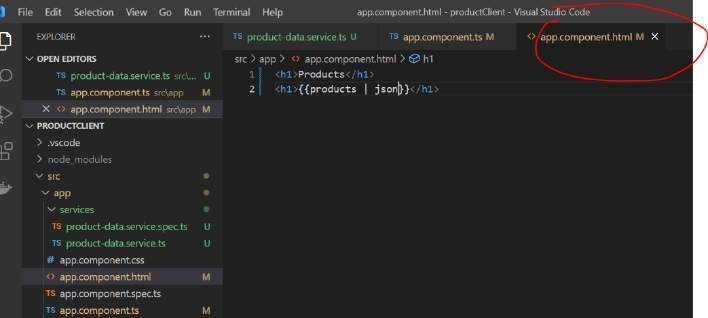 File Edit Selection View Go Run Terminal Help app.component.html - productClient - Visual Studio Code
EXPLORER ...
TS product-data.service.ts U TS app.component.ts M <> app.component.html M ×
OPEN EDITORS
TS product-data.service.ts src\... U
TS app.component.ts src\app M
× <> app.component.html src\app M
src > app > <> app.component.html > h1
1 <h1>Products</h1>
2 <h1>{{products | json}}</h1>
PRODUCTCLIENT
> .vscode
> node_modules
src
app
services
TS product-data.service.spec.ts U
TS product-data.service.ts U
# app.component.css
<> app.component.html M
TS app.component.spec.ts
TS app.component.ts M